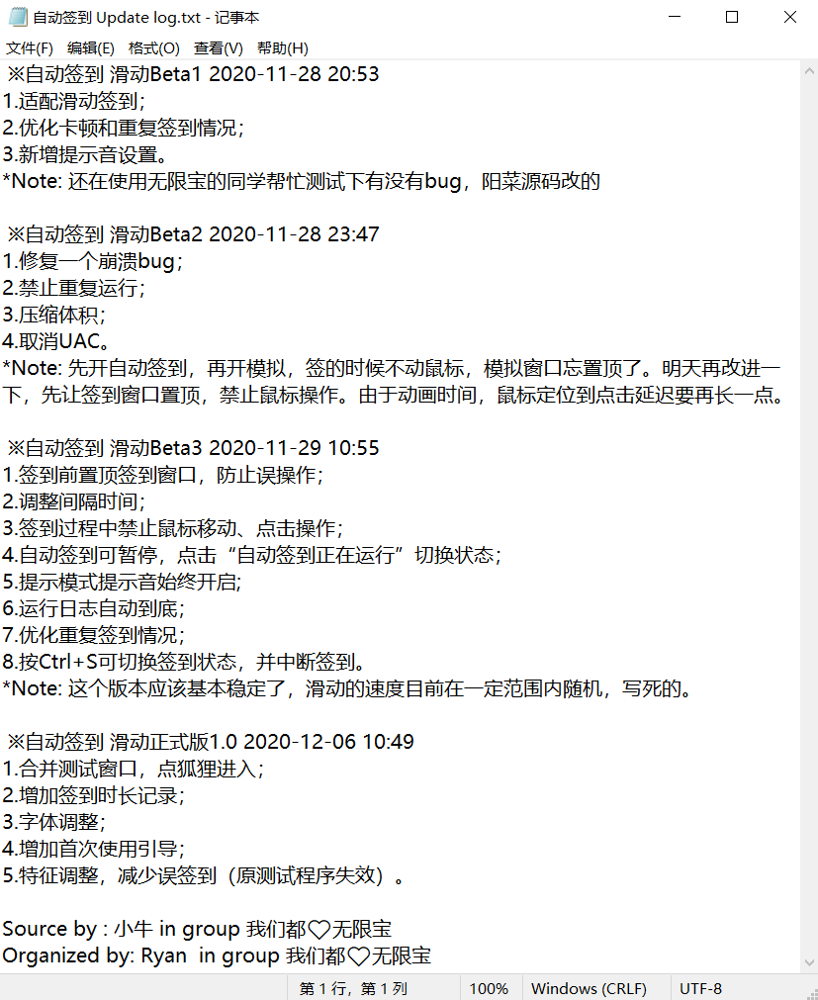 自动签到 Update log.txt - 记事本
文件(F) 编辑(E) 格式(O) 查看(V) 帮助(H)
※自动签到 滑动Beta1 2020-11-28 20:53
1.适配滑动签到；
2.优化卡顿和重复签到情况；
3.新增提示音设置。
*Note: 还在使用无限宝的同学帮忙测试下有没有bug，阳菜源码改的
※自动签到 滑动Beta2 2020-11-28 23:47
1.修复一个崩溃bug；
2.禁止重复运行；
3.压缩体积；
4.取消UAC。
*Note: 先开自动签到，再开模拟，签的时候不动鼠标，模拟窗口忘置顶了。明天再改进一
下，先让签到窗口置顶，禁止鼠标操作。由于动画时间，鼠标定位到点击延迟要再长一点。
※自动签到 滑动Beta3 2020-11-29 10:55
1.签到前置顶签到窗口，防止误操作；
2.调整间隔时间；
3.签到过程中禁止鼠标移动、点击操作；
4.自动签到可暂停，点击“自动签到正在运行”切换状态；
5.提示模式提示音始终开启;
6.运行日志自动到底；
7.优化重复签到情况；
8.按Ctrl+S可切换签到状态，并中断签到。
*Note: 这个版本应该基本稳定了，滑动的速度目前在一定范围内随机，写死的。
※自动签到 滑动正式版1.0 2020-12-06 10:49
1.合并测试窗口，点狐狸进入；
2.增加签到时长记录；
3.字体调整；
4.增加首次使用引导；
5.特征调整，减少误签到（原测试程序失效）。
Source by : 小牛 in group 我们都♡无限宝
Organized by: Ryan  in group 我们都♡无限宝
第 1 行，第 1 列 100% Windows (CRLF) UTF-8